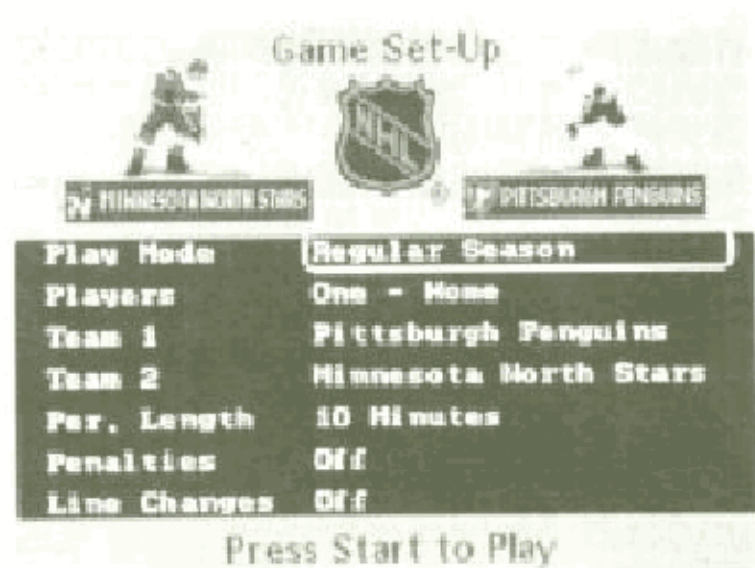 Game Set-Up
NHL
MINNESOTA NORTH STARS
PITTSBURGH PENGUINS
Play Mode Regular Season
Players One - Home
Team 1 Pittsburgh Penguins
Team 2 Minnesota North Stars
Per. Length 10 Minutes
Penalties Off
Line Changes Off
Press Start to Play